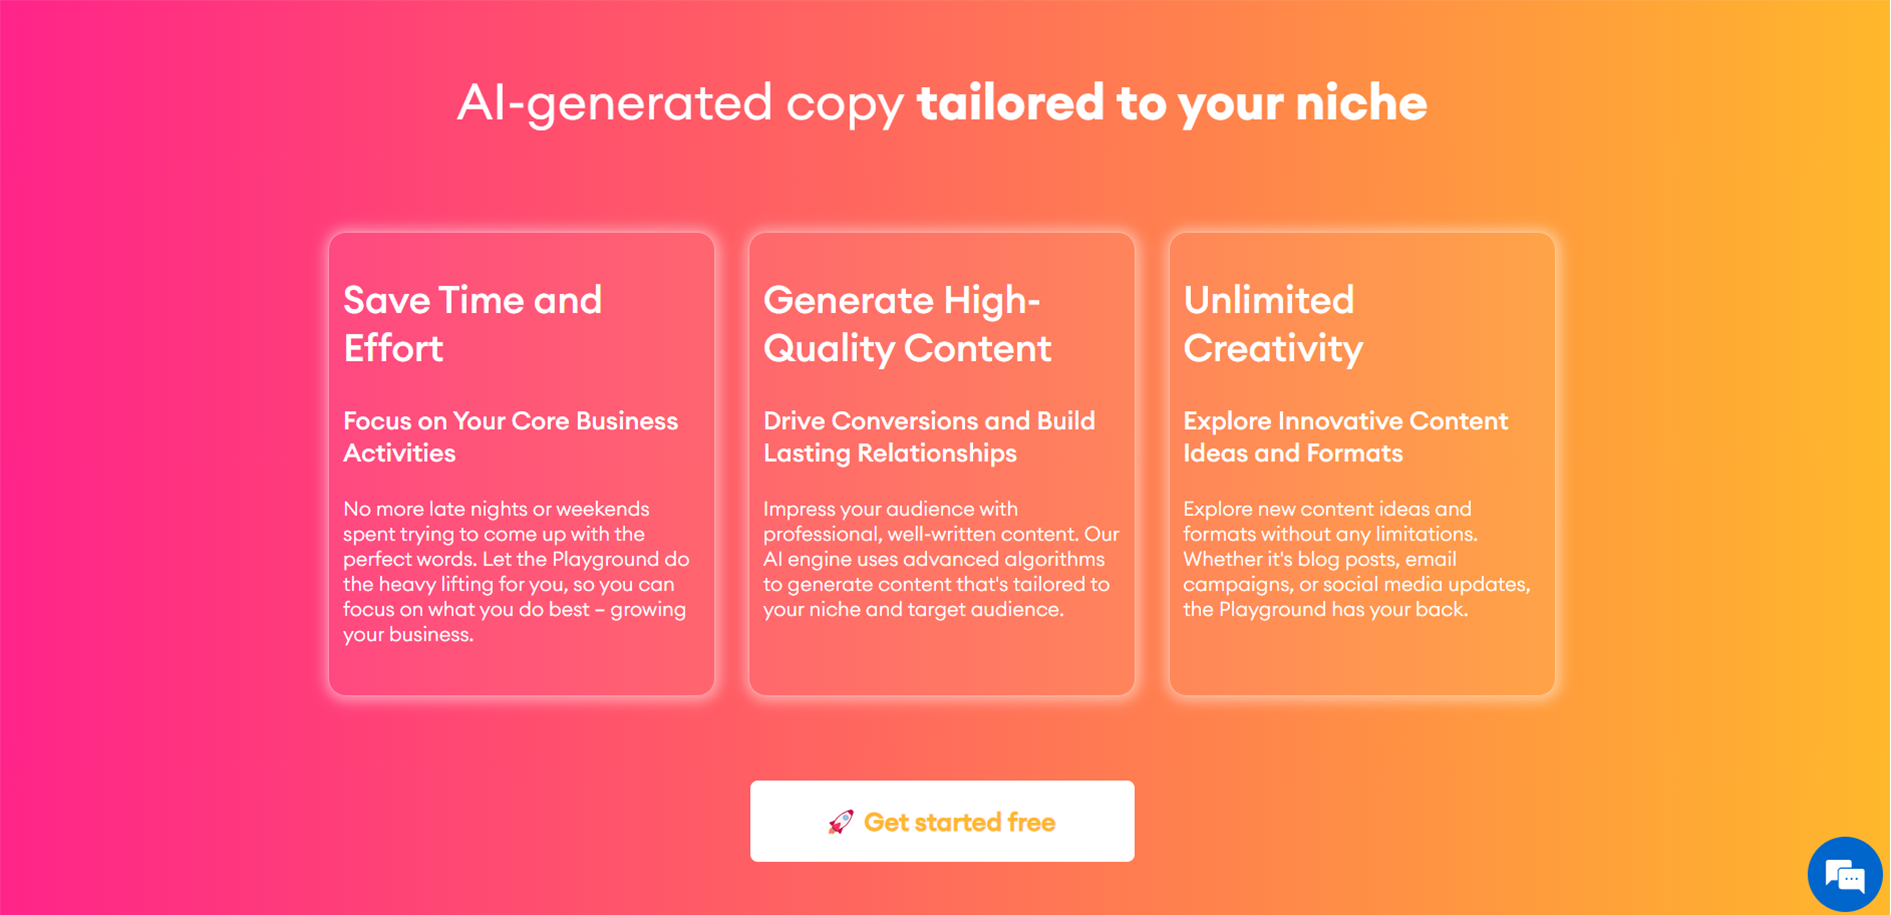 AI-generated copy tailored to your niche
Save Time and
Effort
Focus on Your Core Business
Activities
No more late nights or weekends
spent trying to come up with the
perfect words. Let the Playground do
the heavy lifting for you, so you can
focus on what you do best – growing
your business.
Generate High-
Quality Content
Drive Conversions and Build
Lasting Relationships
Impress your audience with
professional, well-written content. Our
AI engine uses advanced algorithms
to generate content that's tailored to
your niche and target audience.
Unlimited
Creativity
Explore Innovative Content
Ideas and Formats
Explore new content ideas and
formats without any limitations.
Whether it's blog posts, email
campaigns, or social media updates,
the Playground has your back.
🚀 Get started free